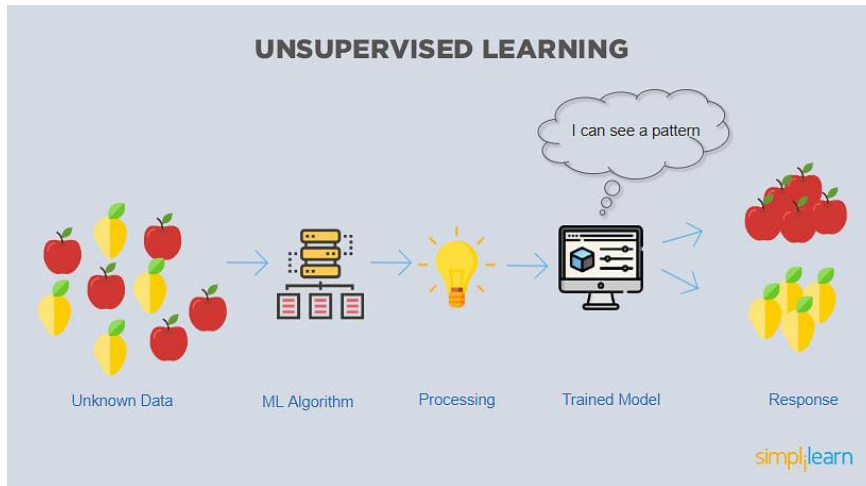 UNSUPERVISED LEARNING
I can see a pattern
Unknown Data
ML Algorithm
Processing
Trained Model
Response
simplilearn